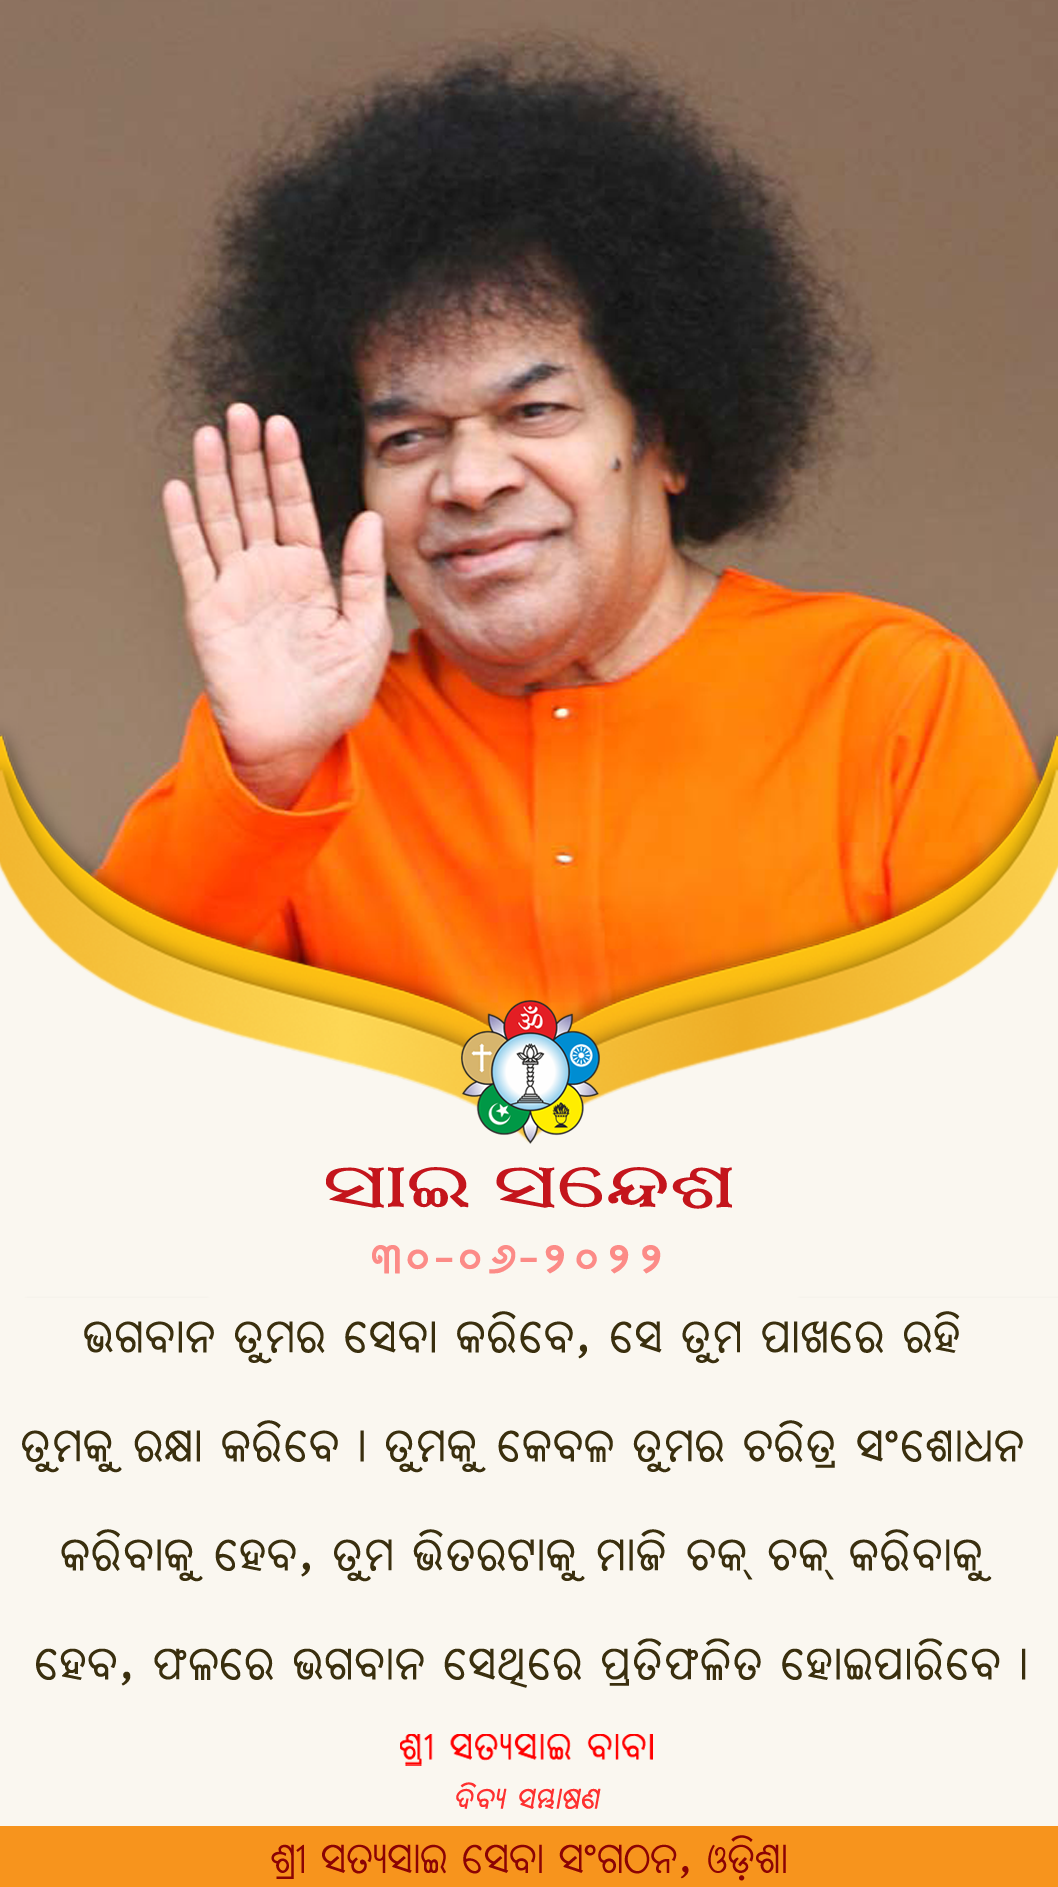 ॐ
ସାଇ ସନ୍ଦେଶ
୩୦-୦୬-୨୦୨୨
ଭଗବାନ ତୁମର ସେବା କରିବେ, ସେ ତୁମ ପାଖରେ ରହି
ତୁମକୁ ରକ୍ଷା କରିବେ । ତୁମକୁ କେବଳ ତୁମର ଚରିତ୍ର ସଂଶୋଧନ
କରିବାକୁ ହେବ, ତୁମ ଭିତରଟାକୁ ମାଜି ଚକ୍ ଚକ୍ କରିବାକୁ
ହେବ, ଫଳରେ ଭଗବାନ ସେଥିରେ ପ୍ରତିଫଳିତ ହୋଇପାରିବେ ।
ଶ୍ରୀ ସତ୍ୟସାଇ ବାବା
ଦିବ୍ୟ ସମ୍ଭାଷଣ
ଶ୍ରୀ ସତ୍ୟସାଇ ସେବା ସଂଗଠନ, ଓଡ଼ିଶା